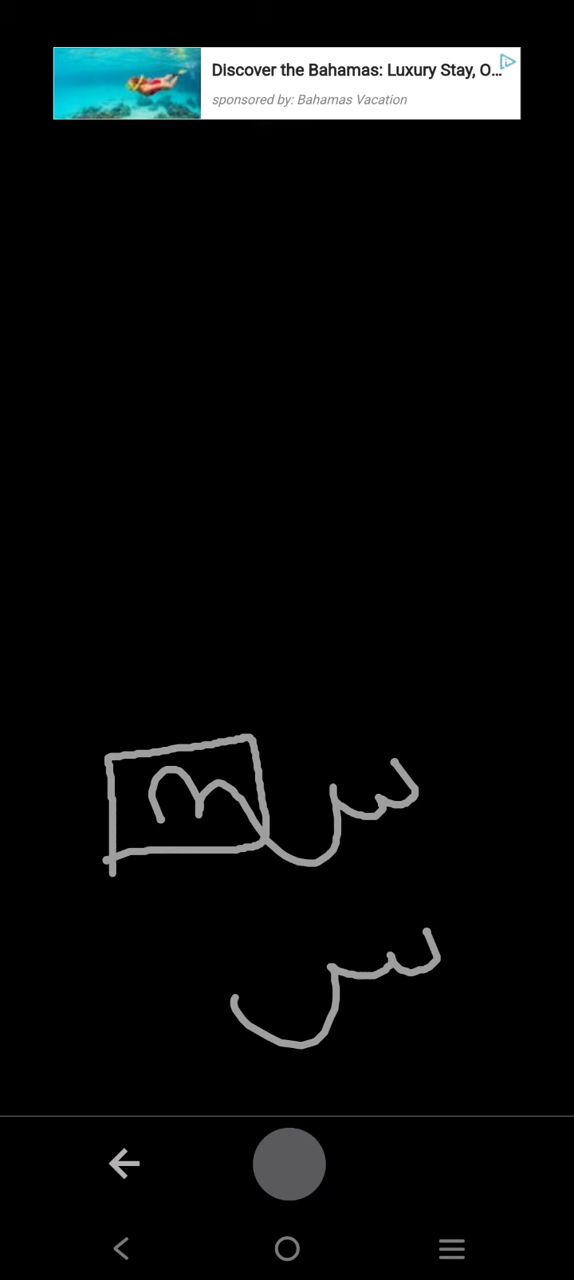 Discover the Bahamas: Luxury Stay, O...
sponsored by: Bahamas Vacation
س